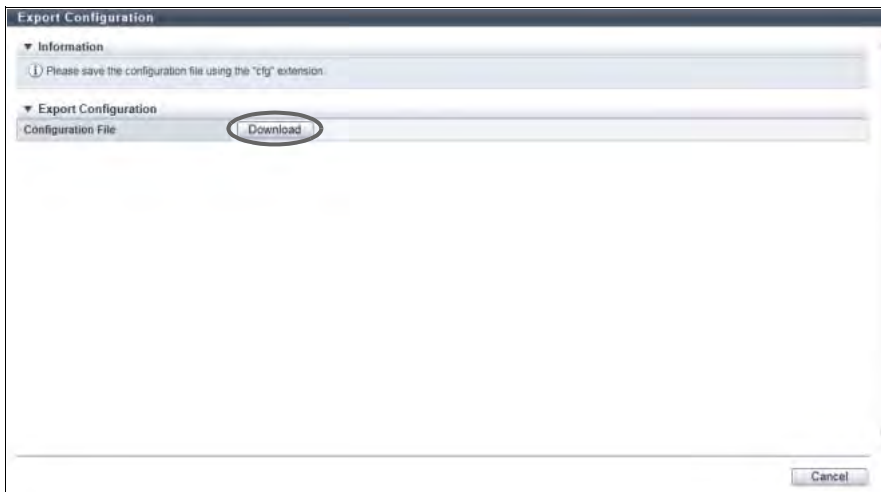 Export Configuration
▼ Information
Please save the configuration file using the "cfg" extension.
▼ Export Configuration
Configuration File Download
Cancel